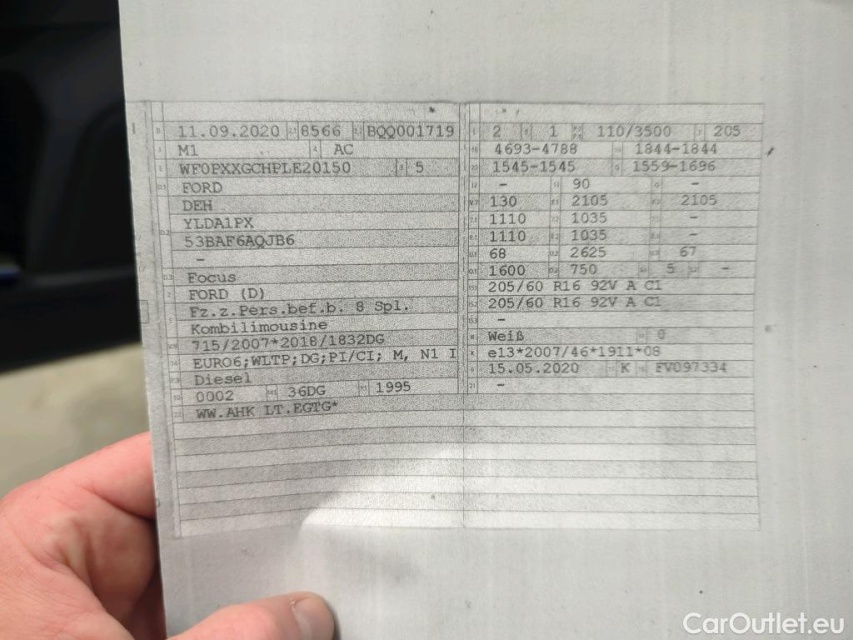 11.09.2020 8566 BQQ001719
M1 AC
WF0PXXGCHPLE20150 5
FORD
DEH
YLDA1PX
53BAF6AQJB6
–
Focus
FORD (D)
Fz.z.Pers.bef.b. 8 Spl.
Kombilimousine
715/2007*2018/1832DG
EURO6;WLTP;DG;PI/CI; M, N1 I
Diesel
0002 36DG 1995
WW.AHK LT.EGTG*
2 1 110/3500 205
4693-4788 1844-1844
1545-1545 1559-1696
– 90 –
130 2105 2105
1110 1035 –
1110 1035 –
68 2625 67
1600 750 5 –
205/60 R16 92V A C1
205/60 R16 92V A C1
–
Weiß 0
e13*2007/46*1911*08
15.05.2020 K FV097334
–
CarOutlet.eu